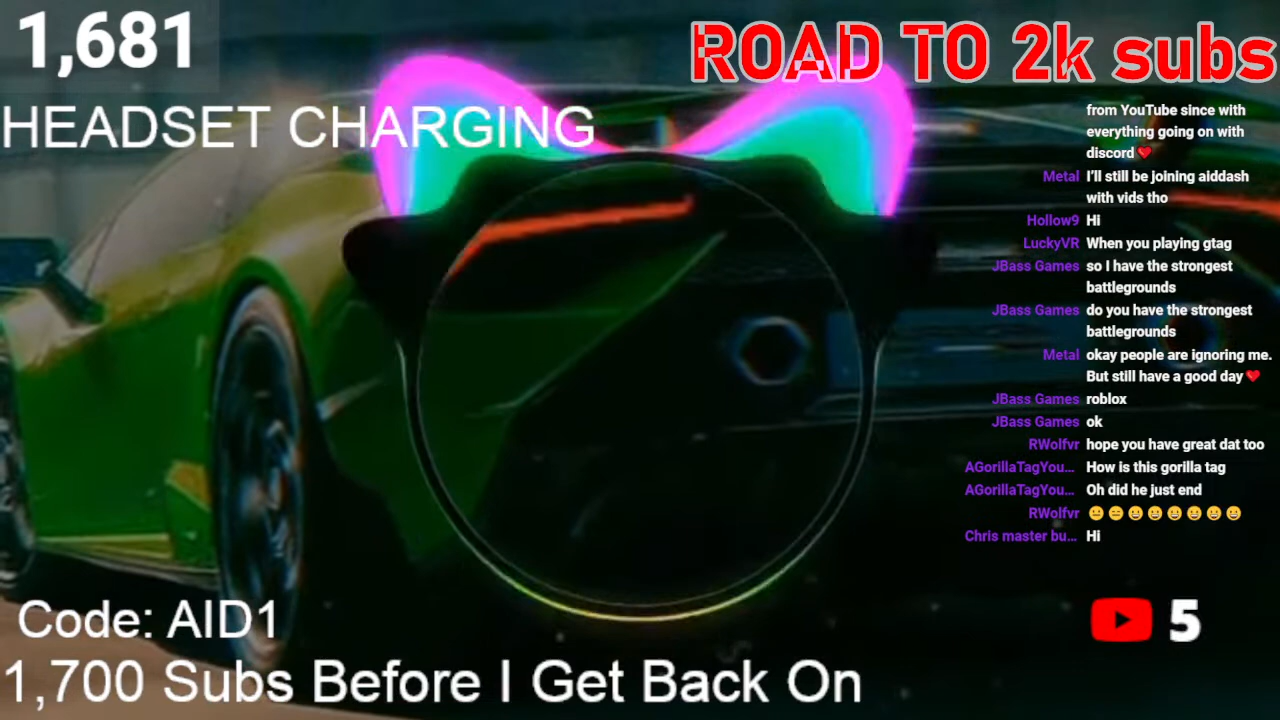 1,681
ROAD TO 2k subs
HEADSET CHARGING
from YouTube since with
everything going on with
discord ❤️
Metal I'll still be joining aiddash
with vids tho
Hollow9 Hi
LuckyVR When you playing gtag
JBass Games so I have the strongest
battlegrounds
JBass Games do you have the strongest
battlegrounds
Metal okay people are ignoring me.
But still have a good day ❤️
JBass Games roblox
JBass Games ok
RWolfvr hope you have great dat too
AGorillaTagYou... How is this gorilla tag
AGorillaTagYou... Oh did he just end
RWolfvr 😐😑😀😀😀😀😀😀
Chris master bu... Hi
Code: AID1
5
1,700 Subs Before I Get Back On